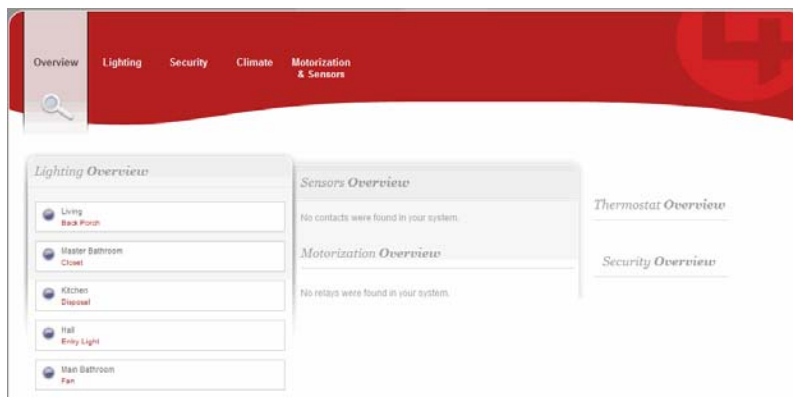 Overview
Lighting
Security
Climate
Motorization
& Sensors
Lighting Overview
Living
Back Porch
Master Bathroom
Closet
Kitchen
Disposal
Hall
Entry Light
Main Bathroom
Fan
Sensors Overview
No contacts were found in your system.
Motorization Overview
No relays were found in your system.
Thermostat Overview
Security Overview